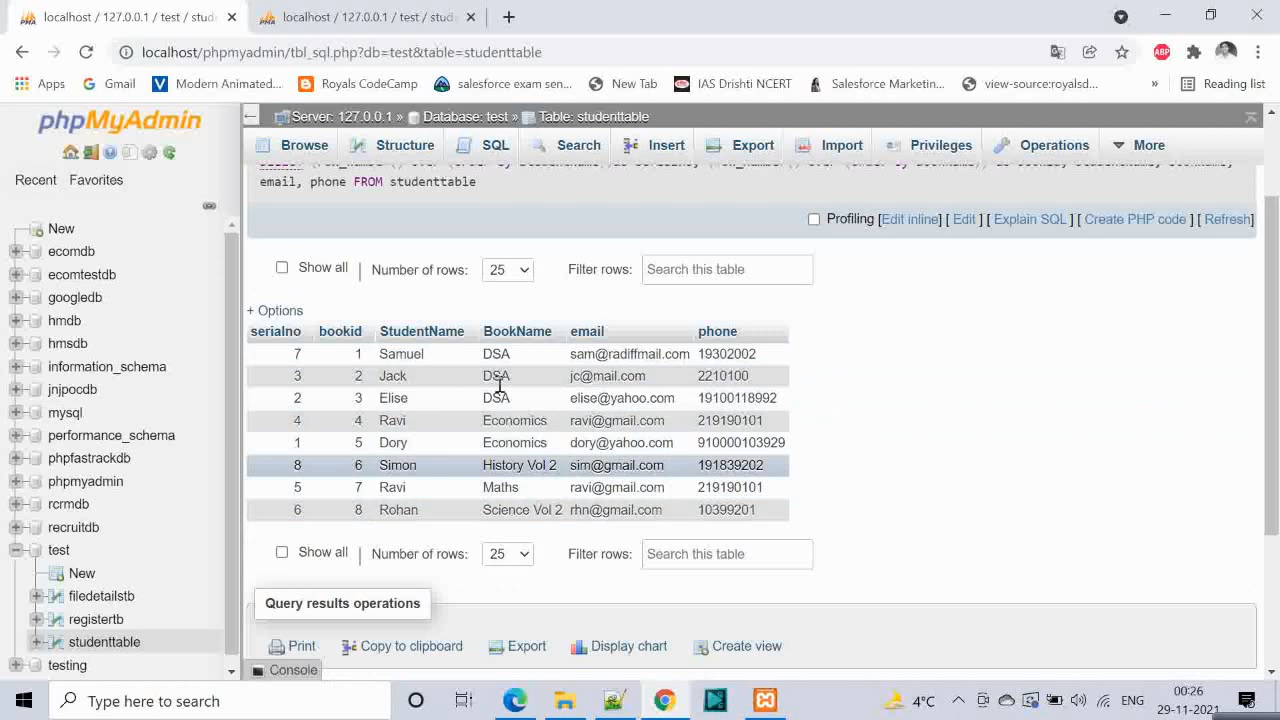 localhost / 127.0.0.1 / test / stude
localhost / 127.0.0.1 / test / stude
localhost/phpmyadmin/tbl_sql.php?db=test&table=studenttable
ABP
Apps Gmail Modern Animated... Royals CodeCamp salesforce exam sen... New Tab IAS Drishti NCERT Salesforce Marketin... view-source:royalsd... » Reading list
phpMyAdmin
Recent Favorites
New
ecomdb
ecomtestdb
googledb
hmdb
hmsdb
information_schema
jnjpocdb
mysql
performance_schema
phpfastrackdb
phpmyadmin
rcrmdb
recruitdb
test
New
filedetailstb
registertb
studenttable
testing
Server: 127.0.0.1 » Database: test » Table: studenttable
Browse Structure SQL Search Insert Export Import Privileges Operations More
email, phone FROM studenttable
Profiling [Edit inline] [ Edit ] [ Explain SQL ] [ Create PHP code ] [ Refresh]
Show all Number of rows: 25 Filter rows: Search this table
+ Options
serialno bookid StudentName BookName email phone
7 1 Samuel DSA sam@radiffmail.com 19302002
3 2 Jack DSA jc@mail.com 2210100
2 3 Elise DSA elise@yahoo.com 19100118992
4 4 Ravi Economics ravi@gmail.com 219190101
1 5 Dory Economics dory@yahoo.com 910000103929
8 6 Simon History Vol 2 sim@gmail.com 191839202
5 7 Ravi Maths ravi@gmail.com 219190101
6 8 Rohan Science Vol 2 rhn@gmail.com 10399201
Show all Number of rows: 25 Filter rows: Search this table
Query results operations
Print Copy to clipboard Export Display chart Create view
Console
Type here to search
4°C ENG 00:26
29-11-2021